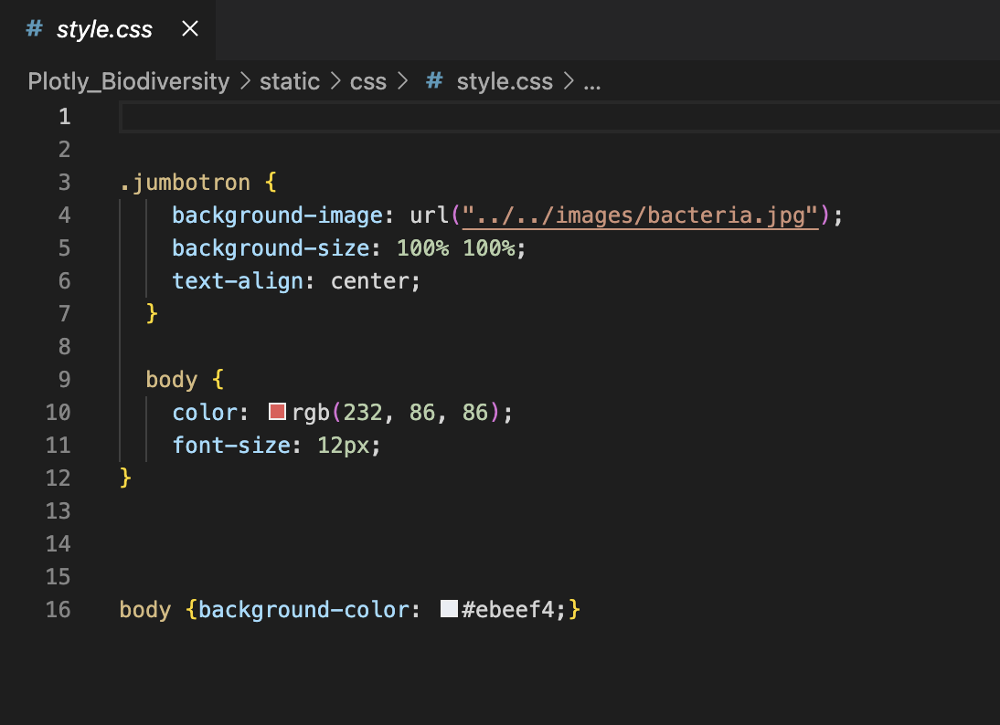 # style.css ×
Plotly_Biodiversity > static > css > # style.css > ...
1
2
3 .jumbotron {
4 background-image: url("../../images/bacteria.jpg");
5 background-size: 100% 100%;
6 text-align: center;
7 }
8
9 body {
10 color: rgb(232, 86, 86);
11 font-size: 12px;
12 }
13
14
15
16 body {background-color: #ebeef4;}